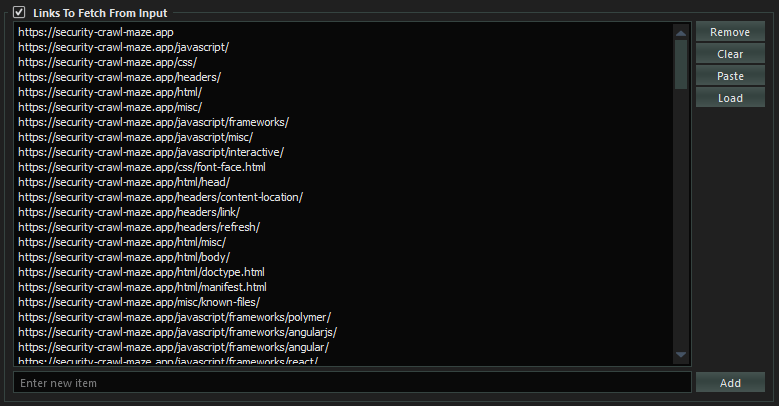 Links To Fetch From Input
https://security-crawl-maze.app
https://security-crawl-maze.app/javascript/
https://security-crawl-maze.app/css/
https://security-crawl-maze.app/headers/
https://security-crawl-maze.app/html/
https://security-crawl-maze.app/misc/
https://security-crawl-maze.app/javascript/frameworks/
https://security-crawl-maze.app/javascript/misc/
https://security-crawl-maze.app/javascript/interactive/
https://security-crawl-maze.app/css/font-face.html
https://security-crawl-maze.app/html/head/
https://security-crawl-maze.app/headers/content-location/
https://security-crawl-maze.app/headers/link/
https://security-crawl-maze.app/headers/refresh/
https://security-crawl-maze.app/html/misc/
https://security-crawl-maze.app/html/body/
https://security-crawl-maze.app/html/doctype.html
https://security-crawl-maze.app/html/manifest.html
https://security-crawl-maze.app/misc/known-files/
https://security-crawl-maze.app/javascript/frameworks/polymer/
https://security-crawl-maze.app/javascript/frameworks/angularjs/
https://security-crawl-maze.app/javascript/frameworks/angular/
https://security-crawl-maze.app/javascript/frameworks/react/
Remove
Clear
Paste
Load
Enter new item
Add